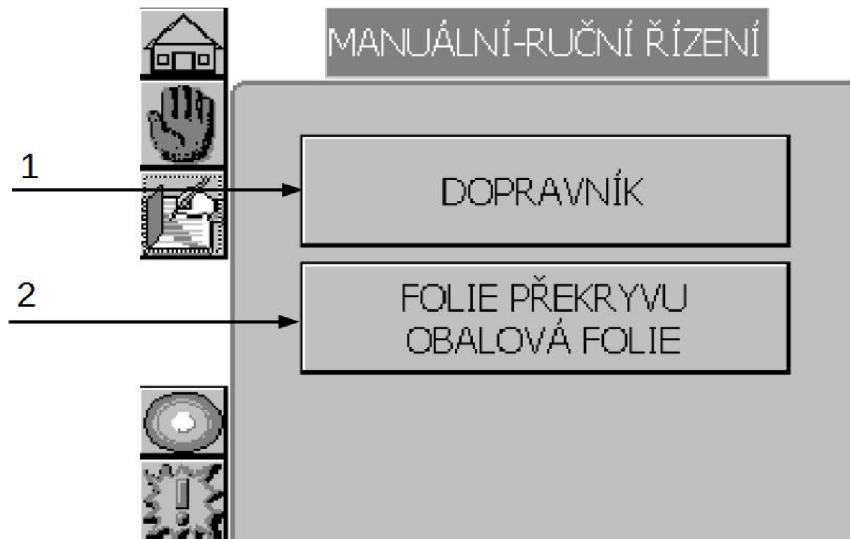 MANUÁLNÍ-RUČNÍ ŘÍZENÍ
1
DOPRAVNÍK
2
FOLIE PŘEKRYVU
OBALOVÁ FOLIE